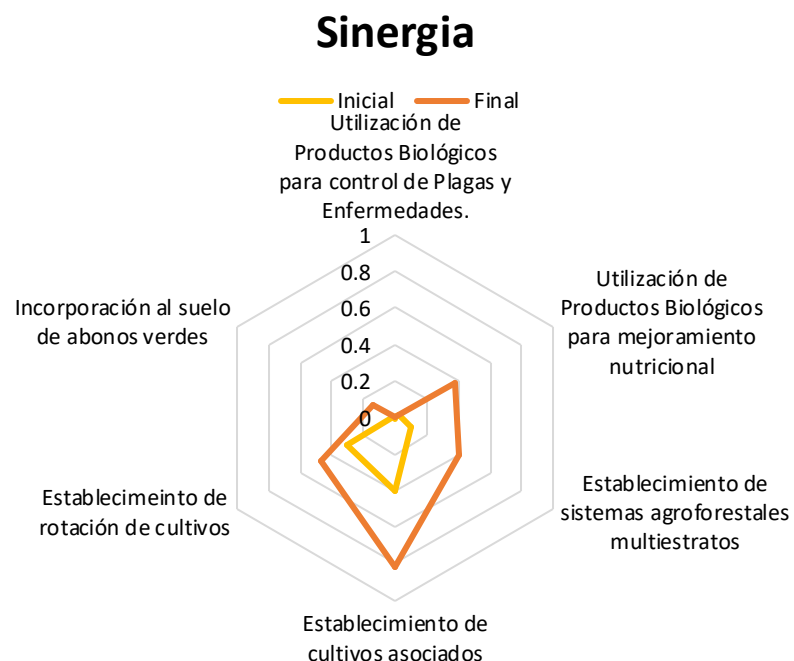 Sinergia
Inicial Final
Utilización de
Productos Biológicos
para control de Plagas y
Enfermedades.
1
0.8
0.6
0.4
0.2
0
Utilización de
Productos Biológicos
para mejoramiento
nutricional
Establecimiento de
sistemas agroforestales
multiestratos
Establecimiento de
cultivos asociados
Establecimeinto de
rotación de cultivos
Incorporación al suelo
de abonos verdes